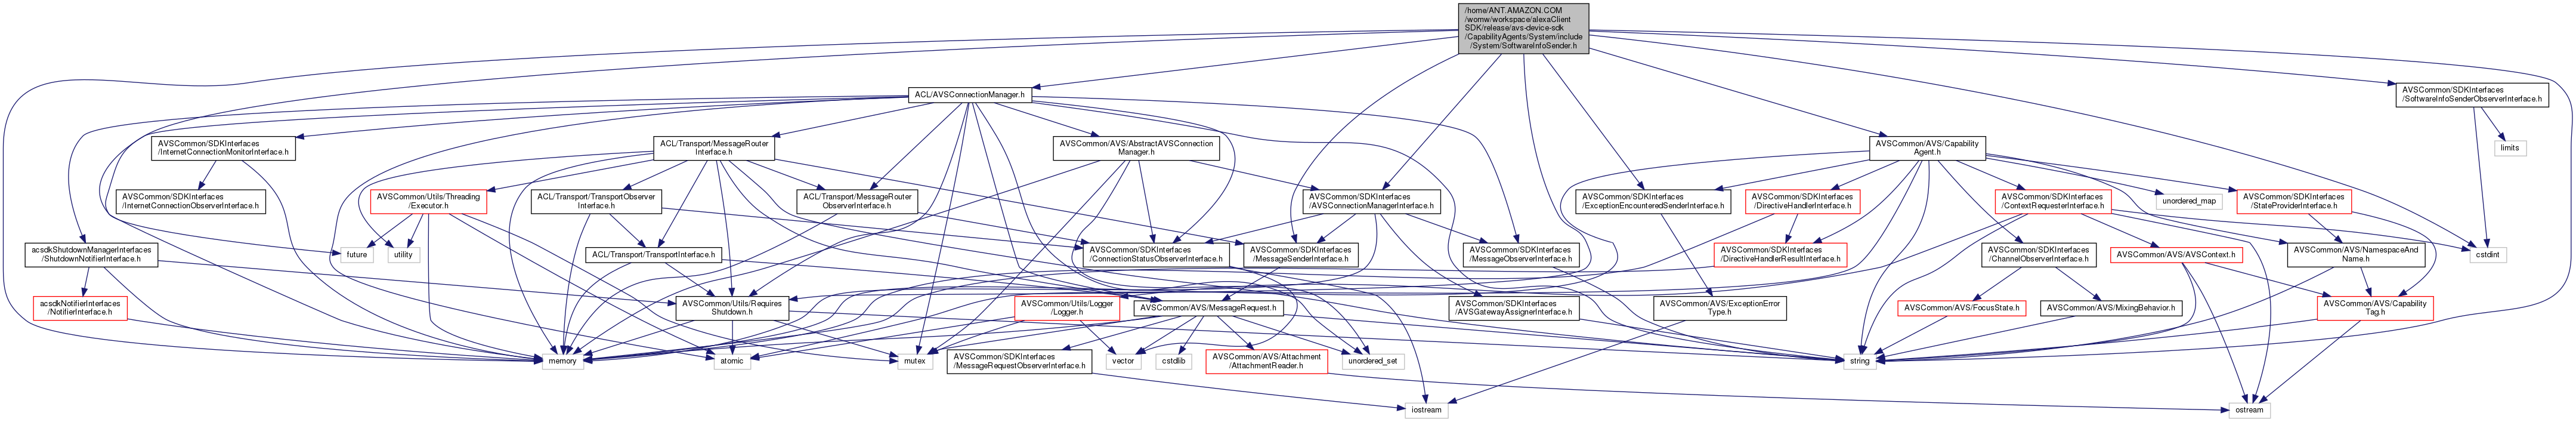 /home/ANT.AMAZON.COM
/womw/workspace/alexaClient
SDK/release/avs-device-sdk
/CapabilityAgents/System/include
/System/SoftwareInfoSender.h
ACL/AVSConnectionManager.h
AVSCommon/SDKInterfaces
/SoftwareInfoSenderObserverInterface.h
AVSCommon/SDKInterfaces
/InternetConnectionMonitorInterface.h
ACL/Transport/MessageRouter
Interface.h
AVSCommon/AVS/AbstractAVSConnection
Manager.h
AVSCommon/AVS/Capability
Agent.h
limits
AVSCommon/SDKInterfaces
/InternetConnectionObserverInterface.h
AVSCommon/Utils/Threading
/Executor.h
ACL/Transport/TransportObserver
Interface.h
ACL/Transport/MessageRouter
ObserverInterface.h
AVSCommon/SDKInterfaces
/AVSConnectionManagerInterface.h
AVSCommon/SDKInterfaces
/ExceptionEncounteredSenderInterface.h
AVSCommon/SDKInterfaces
/DirectiveHandlerInterface.h
AVSCommon/SDKInterfaces
/ContextRequesterInterface.h
unordered_map
AVSCommon/SDKInterfaces
/StateProviderInterface.h
acsdkShutdownManagerInterfaces
/ShutdownNotifierInterface.h
future
utility
ACL/Transport/TransportInterface.h
AVSCommon/SDKInterfaces
/ConnectionStatusObserverInterface.h
AVSCommon/SDKInterfaces
/MessageSenderInterface.h
AVSCommon/SDKInterfaces
/MessageObserverInterface.h
AVSCommon/SDKInterfaces
/DirectiveHandlerResultInterface.h
AVSCommon/SDKInterfaces
/ChannelObserverInterface.h
AVSCommon/AVS/AVSContext.h
AVSCommon/AVS/NamespaceAnd
Name.h
cstdint
acsdkNotifierInterfaces
/NotifierInterface.h
AVSCommon/Utils/Requires
Shutdown.h
AVSCommon/Utils/Logger
/Logger.h
AVSCommon/AVS/MessageRequest.h
AVSCommon/SDKInterfaces
/AVSGatewayAssignerInterface.h
AVSCommon/AVS/ExceptionError
Type.h
AVSCommon/AVS/FocusState.h
AVSCommon/AVS/MixingBehavior.h
AVSCommon/AVS/Capability
Tag.h
memory
atomic
mutex
AVSCommon/SDKInterfaces
/MessageRequestObserverInterface.h
vector
cstdlib
AVSCommon/AVS/Attachment
/AttachmentReader.h
unordered_set
string
iostream
ostream